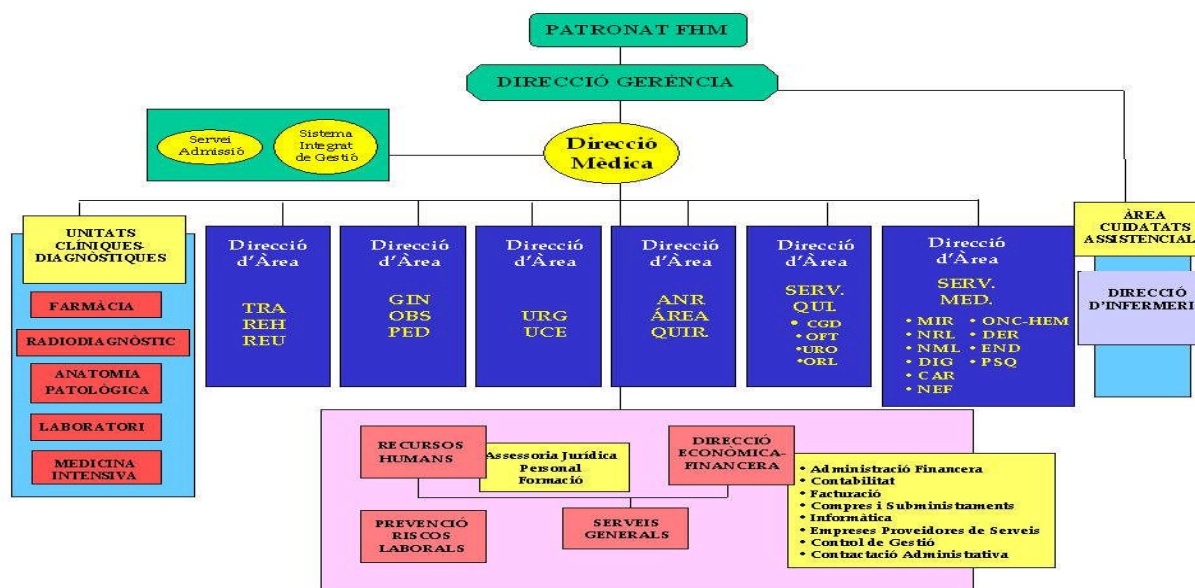 PATRONAT FHM
DIRECCIÓ GERÈNCIA
Servei
Admissió
Sistema
Integrat
de Gestió
Direcció
Mèdica
UNITATS
CLÍNIQUES-
DIAGNÒSTIQUES
FARMÀCIA
RADIODIAGNÒSTIC
ANATOMIA
PATOLÒGICA
LABORATORI
MEDICINA
INTENSIVA
Direcció
d'Àrea
TRA
REH
REU
Direcció
d'Àrea
GIN
OBS
PED
Direcció
d'Àrea
URG
UCE
Direcció
d'Àrea
ANR
ÁREA
QUIR.
Direcció
d'Àrea
SERV.
QUI.
• CGD
• OFT
• URO
• ORL
Direcció
d'Àrea
SERV.
MED.
• MIR
• NRL
• NML
• DIG
• CAR
• NEF
• ONC-HEM
• DER
• END
• PSQ
ÀREA
CUIDATATS
ASSISTENCIAL
DIRECCIÓ
D'INFERMERI
RECURSOS
HUMANS
Assessoria Jurídica
Personal
Formació
DIRECCIÓ
ECONÒMICA-
FINANCERA
• Administració Financera
• Contabilitat
• Facturació
• Compres i Subministraments
• Informàtica
• Empreses Proveidores de Serveis
• Control de Gestió
• Contractació Administrativa
PREVENCIÓ
RISCOS
LABORALS
SERVEIS
GENERALS